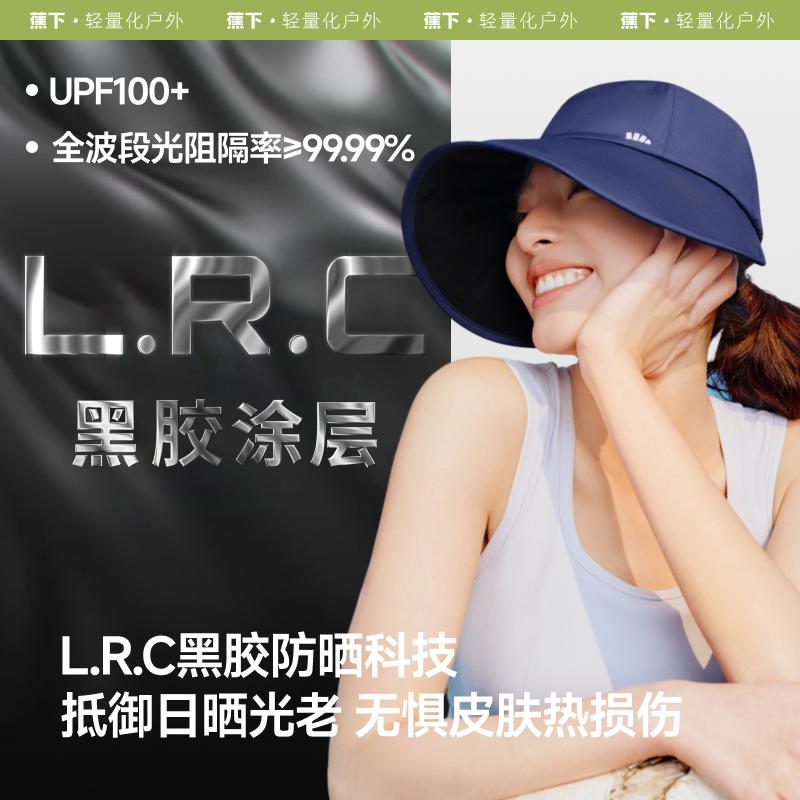 蕉下·轻量化户外 蕉下·轻量化户外 蕉下·轻量化户外 蕉下·轻量化户外
• UPF100+
• 全波段光阻隔率≥99.99%
L.R.C
黑胶涂层
L.R.C黑胶防晒科技
抵御日晒光老 无惧皮肤热损伤